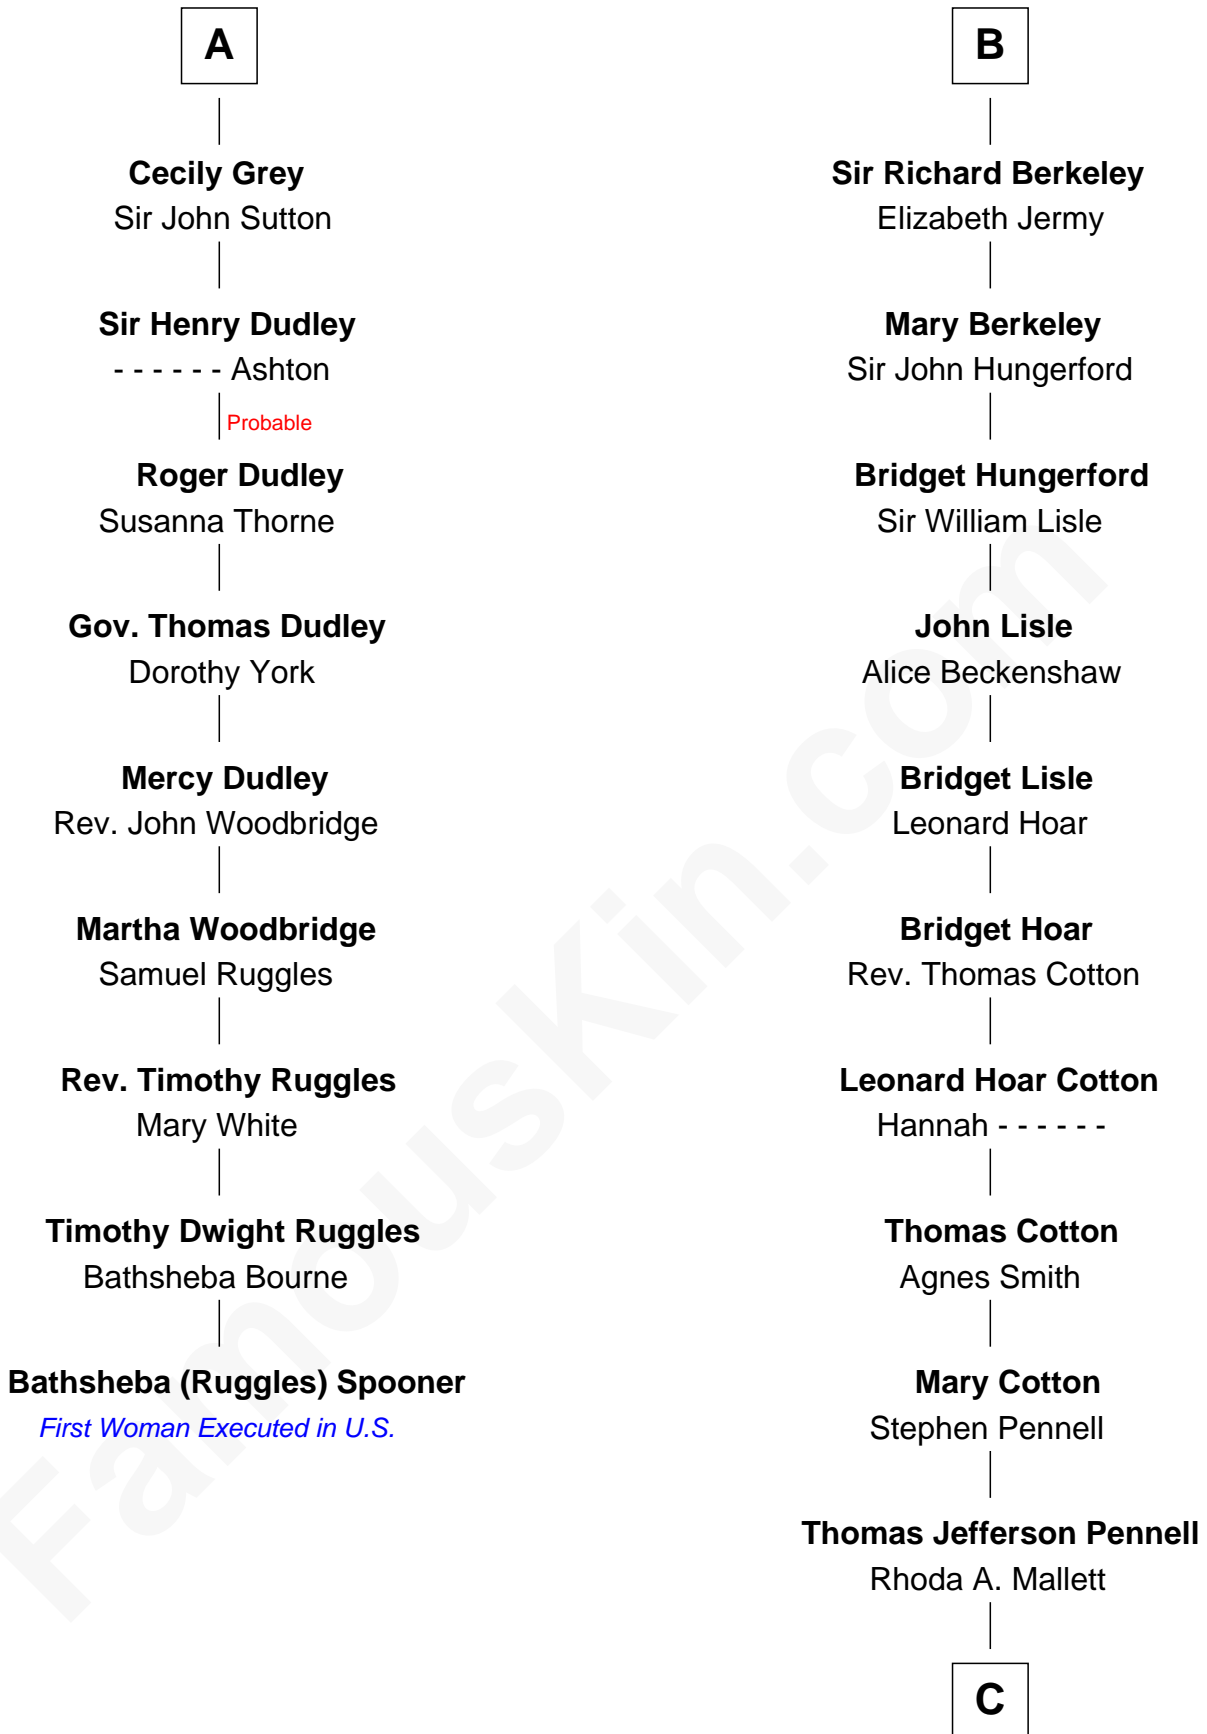 A
Cecily Grey
Sir John Sutton
Sir Henry Dudley
- - - - - - Ashton
Probable
Roger Dudley
Susanna Thorne
Gov. Thomas Dudley
Dorothy York
Mercy Dudley
Rev. John Woodbridge
Martha Woodbridge
Samuel Ruggles
Rev. Timothy Ruggles
Mary White
Timothy Dwight Ruggles
Bathsheba Bourne
Bathsheba (Ruggles) Spooner
First Woman Executed in U.S.
B
Sir Richard Berkeley
Elizabeth Jermy
Mary Berkeley
Sir John Hungerford
Bridget Hungerford
Sir William Lisle
John Lisle
Alice Beckenshaw
Bridget Lisle
Leonard Hoar
Bridget Hoar
Rev. Thomas Cotton
Leonard Hoar Cotton
Hannah - - - - - -
Thomas Cotton
Agnes Smith
Mary Cotton
Stephen Pennell
Thomas Jefferson Pennell
Rhoda A. Mallett
C
FamousKin.com